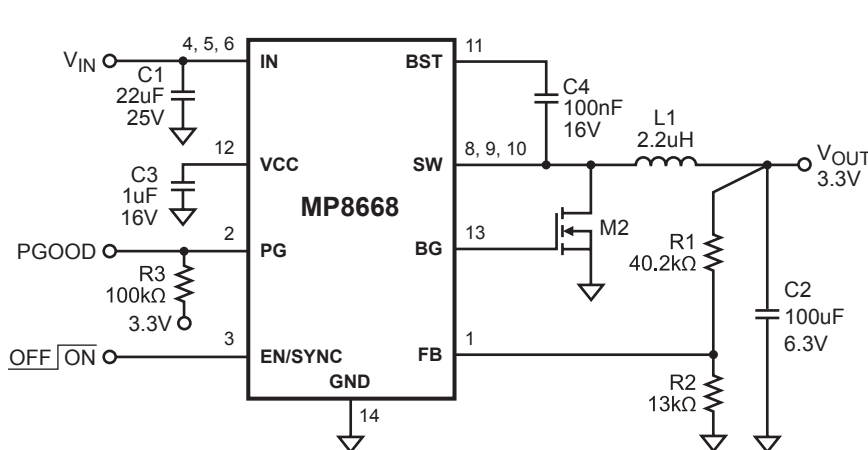 V_IN
4, 5, 6
IN
C1
22uF
25V
12
VCC
C3
1uF
16V
PGOOD
2
PG
R3
100kΩ
3.3V
OFF ON
3
EN/SYNC
GND
14
MP8668
BST
11
C4
100nF
16V
SW
8, 9, 10
L1
2.2uH
V_OUT
3.3V
BG
13
M2
R1
40.2kΩ
C2
100uF
6.3V
FB
1
R2
13kΩ